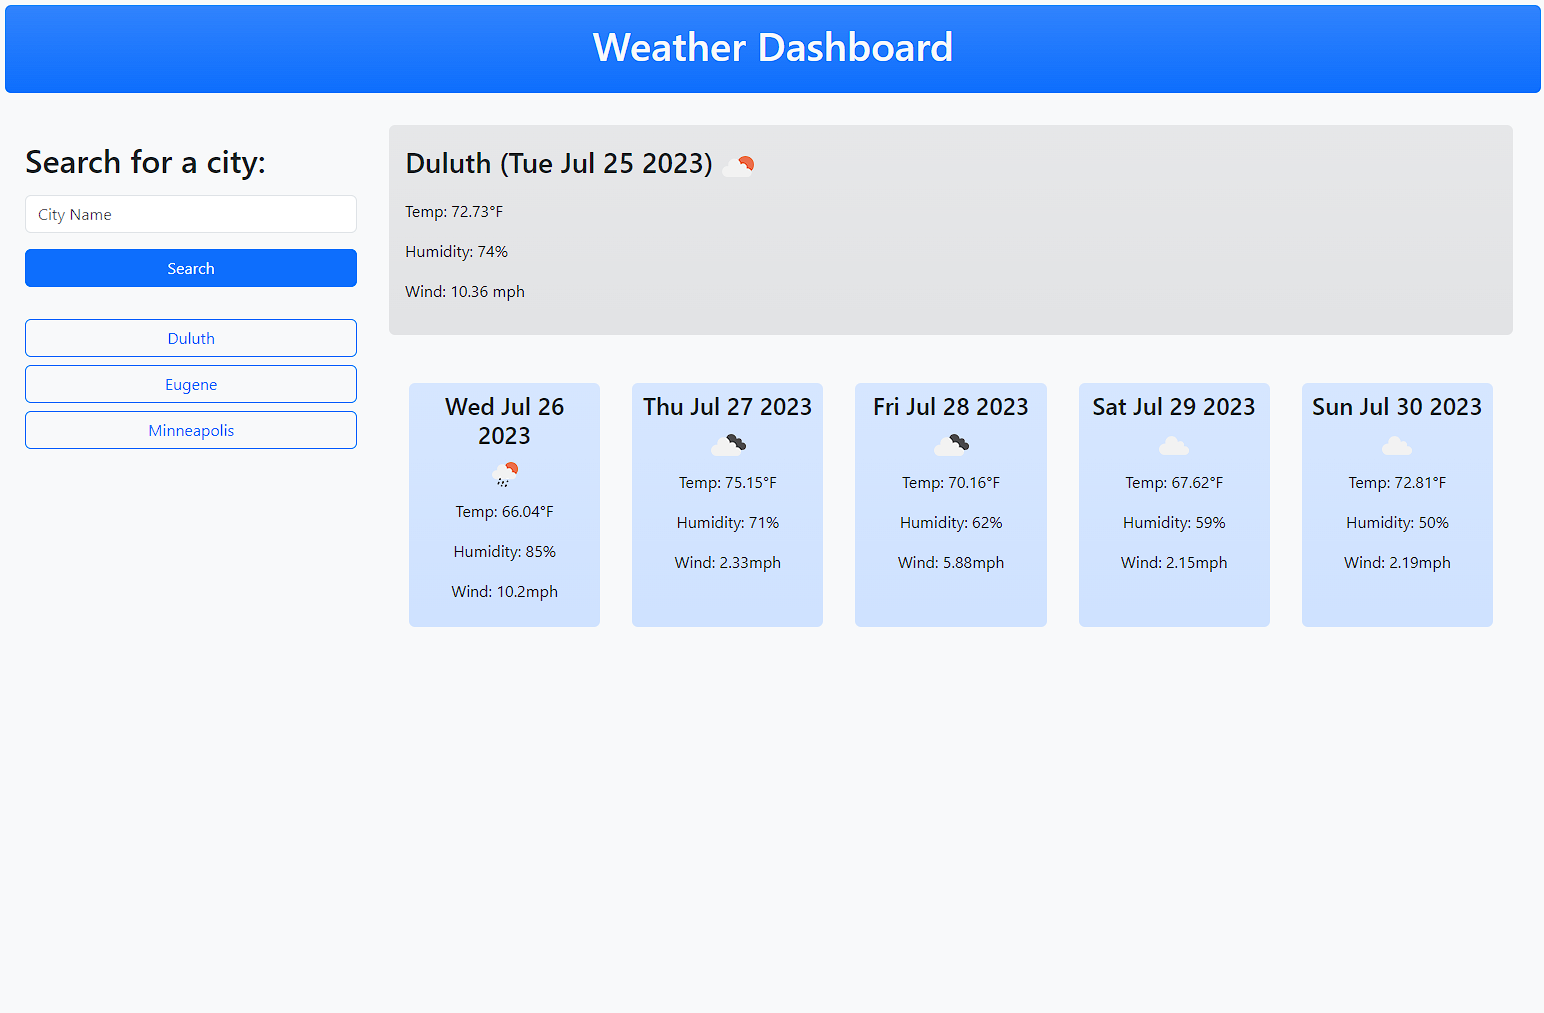 Weather Dashboard
Search for a city:
City Name
Search
Duluth
Eugene
Minneapolis
Duluth (Tue Jul 25 2023)
Temp: 72.73°F
Humidity: 74%
Wind: 10.36 mph
Wed Jul 26
2023
Temp: 66.04°F
Humidity: 85%
Wind: 10.2mph
Thu Jul 27 2023
Temp: 75.15°F
Humidity: 71%
Wind: 2.33mph
Fri Jul 28 2023
Temp: 70.16°F
Humidity: 62%
Wind: 5.88mph
Sat Jul 29 2023
Temp: 67.62°F
Humidity: 59%
Wind: 2.15mph
Sun Jul 30 2023
Temp: 72.81°F
Humidity: 50%
Wind: 2.19mph